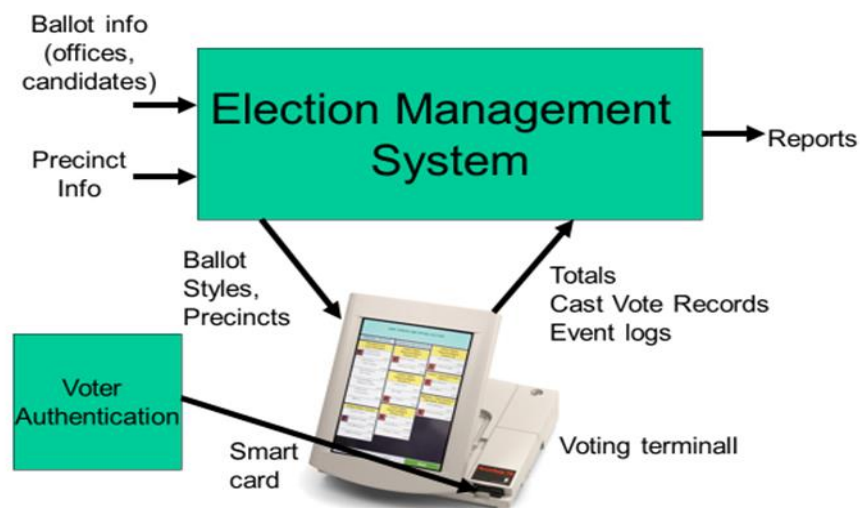 Ballot info
(offices,
candidates)
Election Management
System
Precinct
Info
Reports
Ballot
Styles,
Precincts
Totals
Cast Vote Records
Event logs
Voter
Authentication
Smart
card
Voting terminall